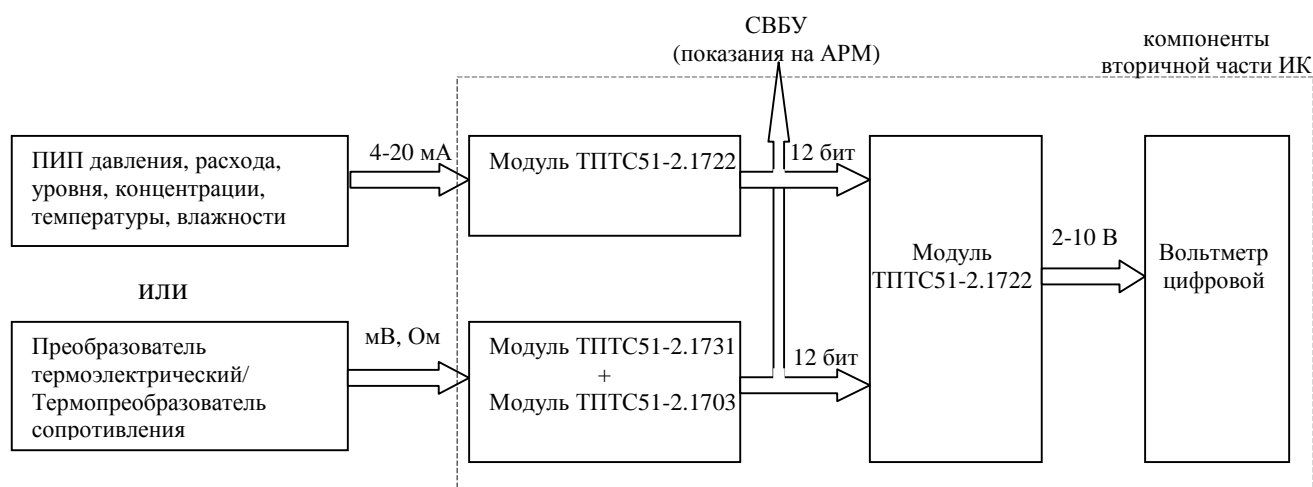 СВБУ
(показания на АРМ)
компоненты
вторичной части ИК
ПИП давления, расхода,
уровня, концентрации,
температуры, влажности
4-20 мА
Модуль ТПТС51-2.1722
12 бит
Модуль
ТПТС51-2.1722
2-10 В
Вольтметр
цифровой
или
Преобразователь
термоэлектрический/
Термопреобразователь
сопротивления
мВ, Ом
Модуль ТПТС51-2.1731
+
Модуль ТПТС51-2.1703
12 бит